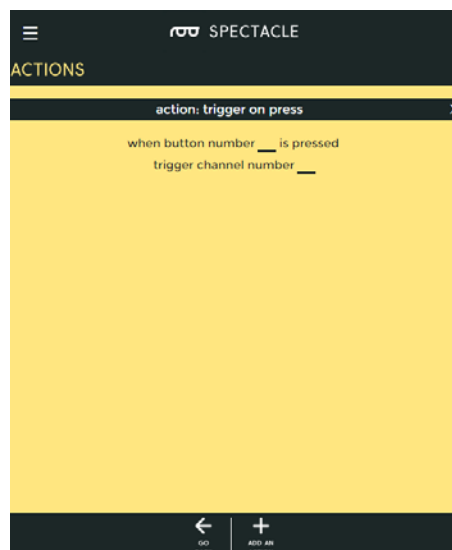 SPECTACLE
ACTIONS
action: trigger on press
when button number __ is pressed
trigger channel number __
GO
ADD AN